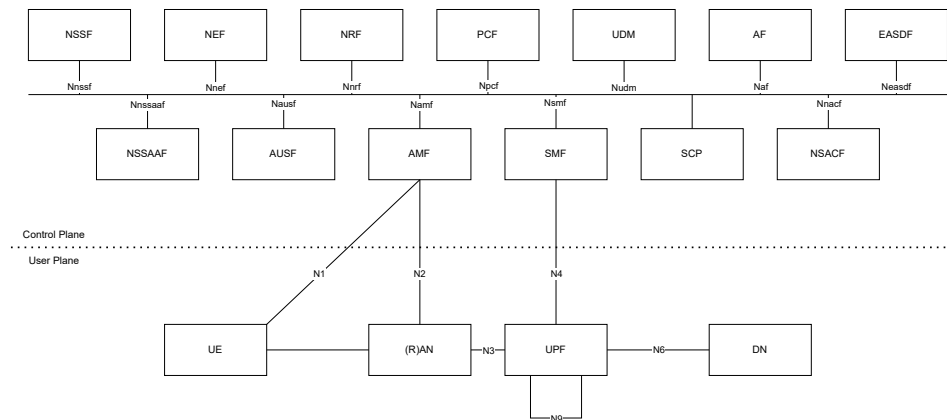 NSSF
NEF
NRF
PCF
UDM
AF
EASDF
Nnssf
Nnef
Nnrf
Npcf
Nudm
Naf
Neasdf
Nnssaaf
Nausf
Namf
Nsmf
Nnacf
NSSAAF
AUSF
AMF
SMF
SCP
NSACF
Control Plane
User Plane
N1
N2
N4
UE
(R)AN
N3
UPF
N6
DN
N9